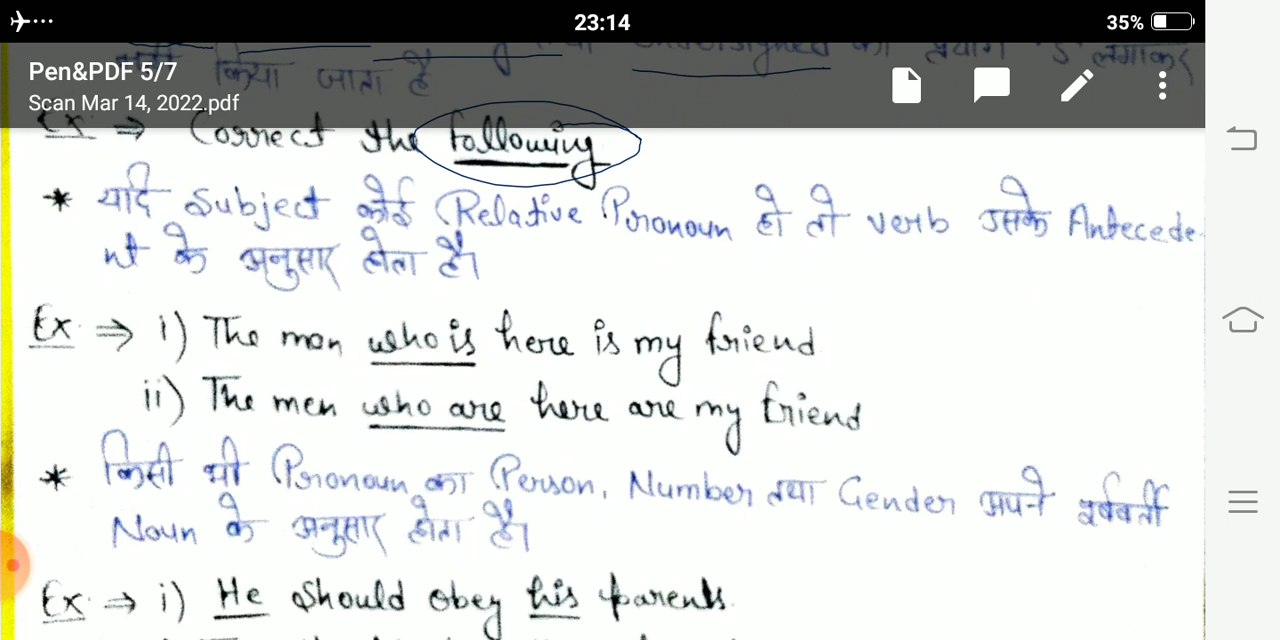 23:14
35%
Pen&PDF 5/7
Scan Mar 14, 2022.pdf
किया जाता है का प्रयोग 's' लगाकर
Ex. ⇒ Correct the following
* यदि Subject कोई Relative Pronoun हो तो verb उसके Antecede-
nt के अनुसार होता है।
Ex. ⇒ i) The man who is here is my friend
ii) The men who are here are my friend
* किसी भी Pronoun का Person, Number तथा Gender अपने पूर्ववर्ती
Noun के अनुसार होता है।
Ex ⇒ i) He should obey his parents.